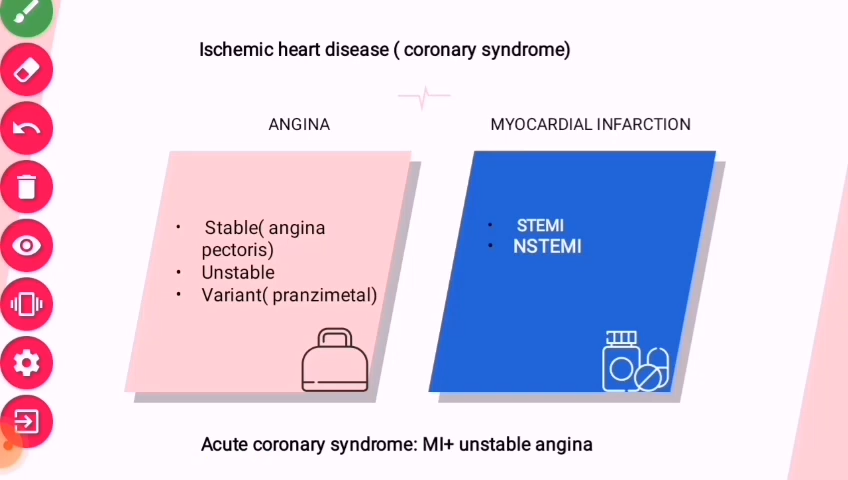 Ischemic heart disease ( coronary syndrome)
ANGINA
MYOCARDIAL INFARCTION
• Stable( angina
pectoris)
• Unstable
• Variant( pranzimetal)
• STEMI
• NSTEMI
Acute coronary syndrome: MI+ unstable angina